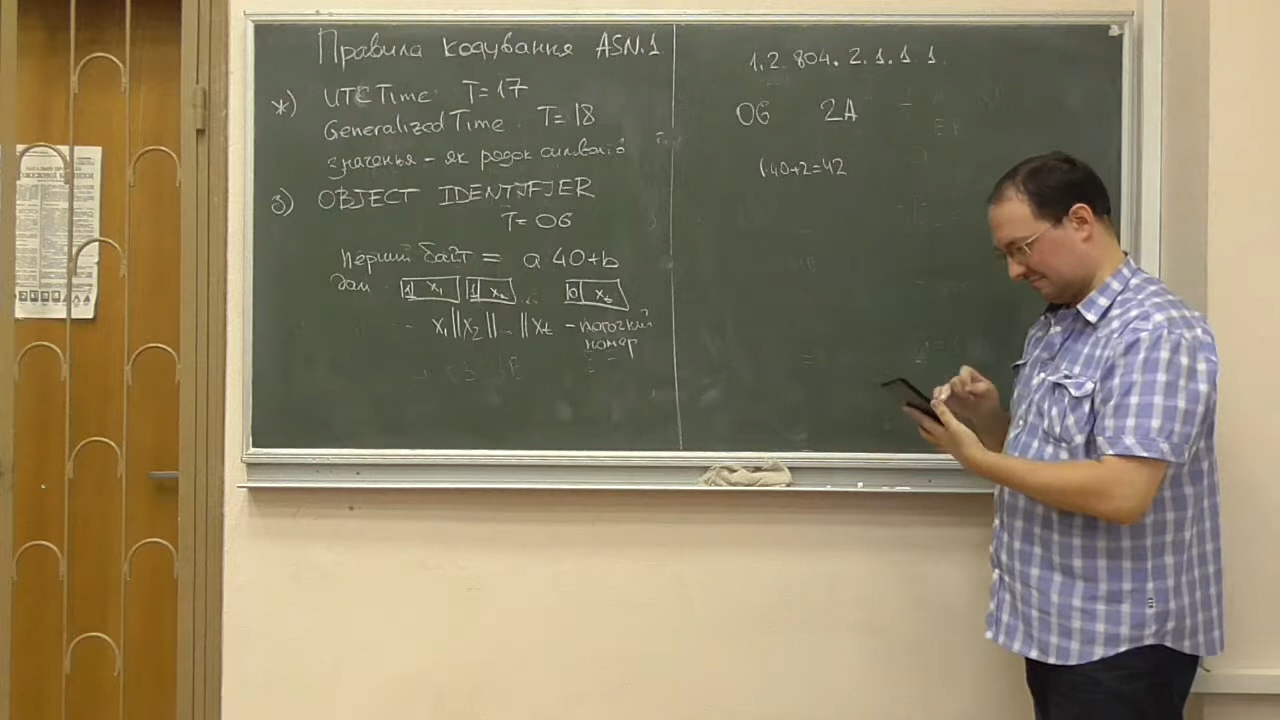 Правила кодування ASN.1
*) UTCTime T=17
GeneralizedTime. T=18
значення – як рядок символів
3) OBJECT IDENTIFIER
T= 06
Перший байт = a 40+b
Далі 1 x₁ 1 x₂ ... 0 xₜ
x₁||x₂||...||xₜ – поточний
номер
1.2.804.2.1.1.1.
06 2A
1·40+2=42